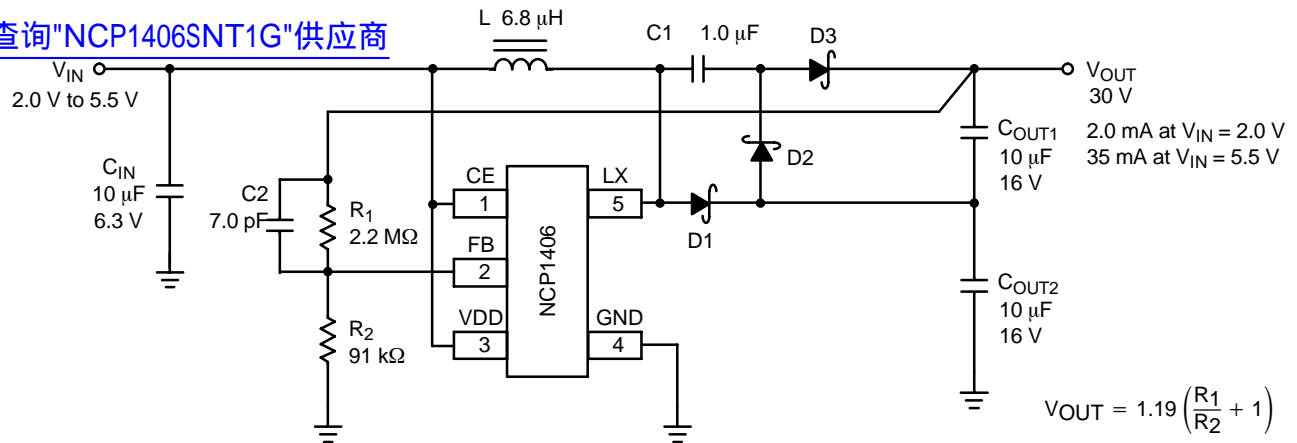 查询"NCP1406SNT1G"供应商
L 6.8 μH
C1
1.0 μF
D3
VIN
2.0 V to 5.5 V
VOUT
30 V
2.0 mA at VIN = 2.0 V
35 mA at VIN = 5.5 V
COUT1
10 μF
16 V
D2
CIN
10 μF
6.3 V
C2
7.0 pF
R1
2.2 MΩ
CE
1
LX
5
D1
FB
2
NCP1406
COUT2
10 μF
16 V
R2
91 kΩ
VDD
3
GND
4
VOUT = 1.19 (R1/R2 + 1)